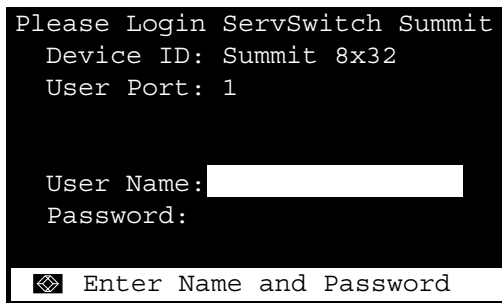 Please Login ServSwitch Summit
Device ID: Summit 8x32
User Port: 1
User Name:
Password:
Enter Name and Password